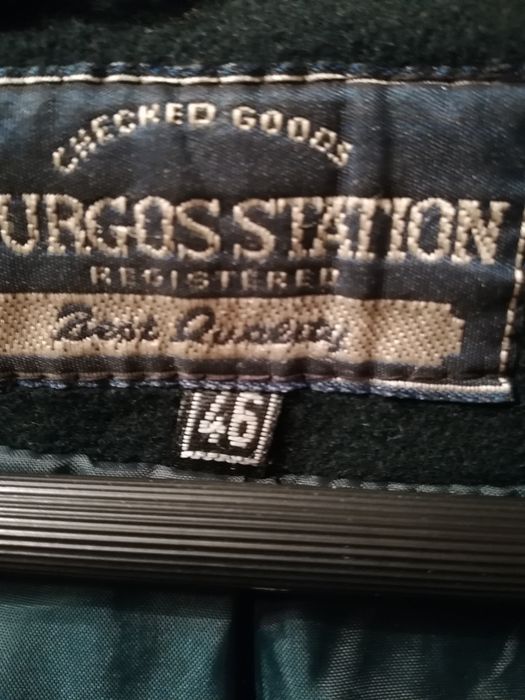 CHECKED GOODS
URGOS STATION
REGISTERED
Best Quality
46